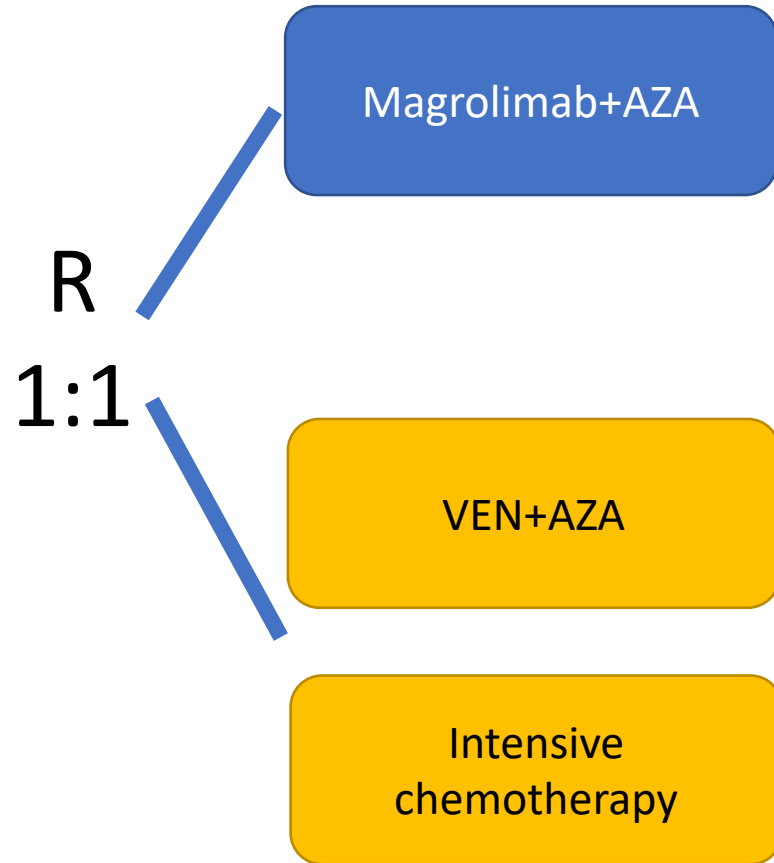 Magrolimab+AZA
R
1:1
VEN+AZA
Intensive
chemotherapy